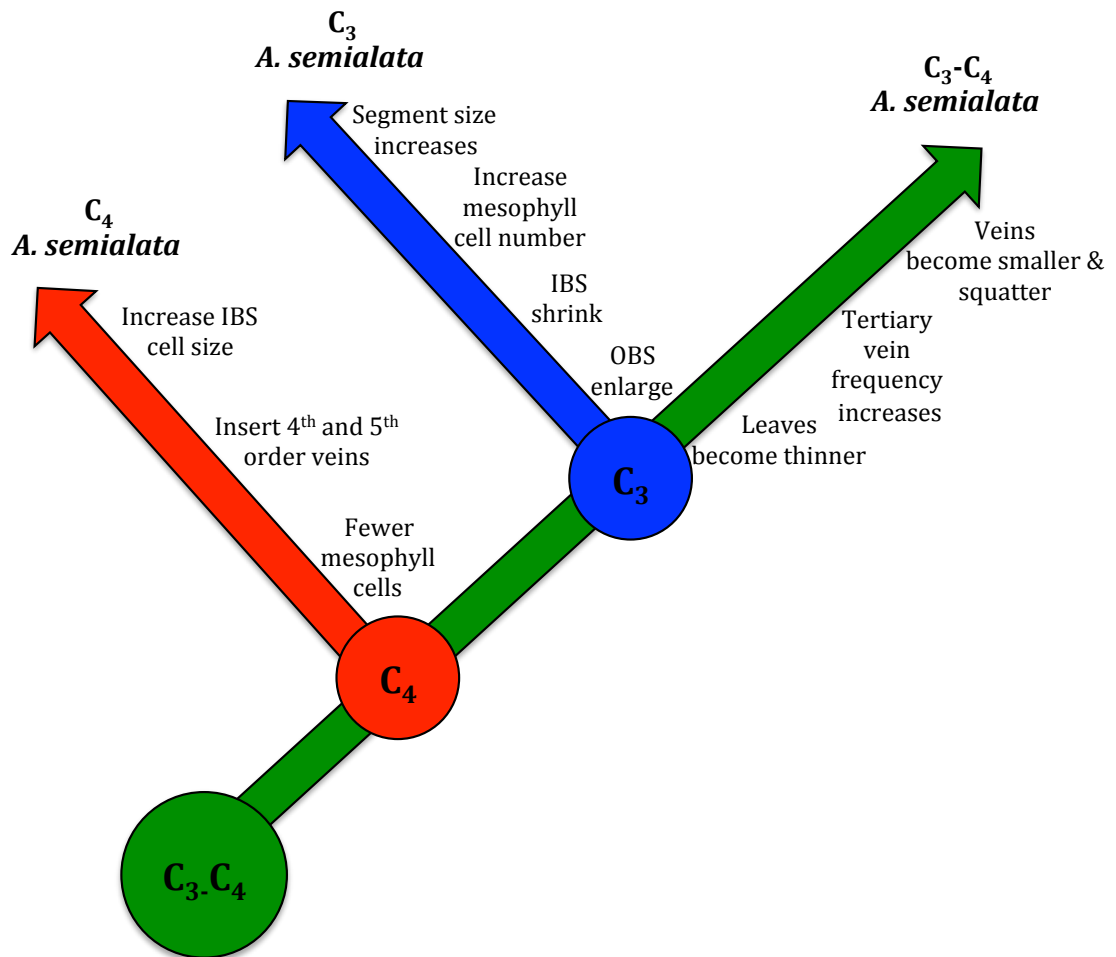 C₃
A. semialata
Segment size
increases
Increase
mesophyll
cell number
IBS
shrink
OBS
enlarge
C₃-C₄
A. semialata
Veins
become smaller &
squatter
Tertiary
vein
frequency
increases
Leaves
become thinner
C₄
A. semialata
Increase IBS
cell size
Insert 4ᵗʰ and 5ᵗʰ
order veins
Fewer
mesophyll
cells
C₃
C₄
C₃-C₄